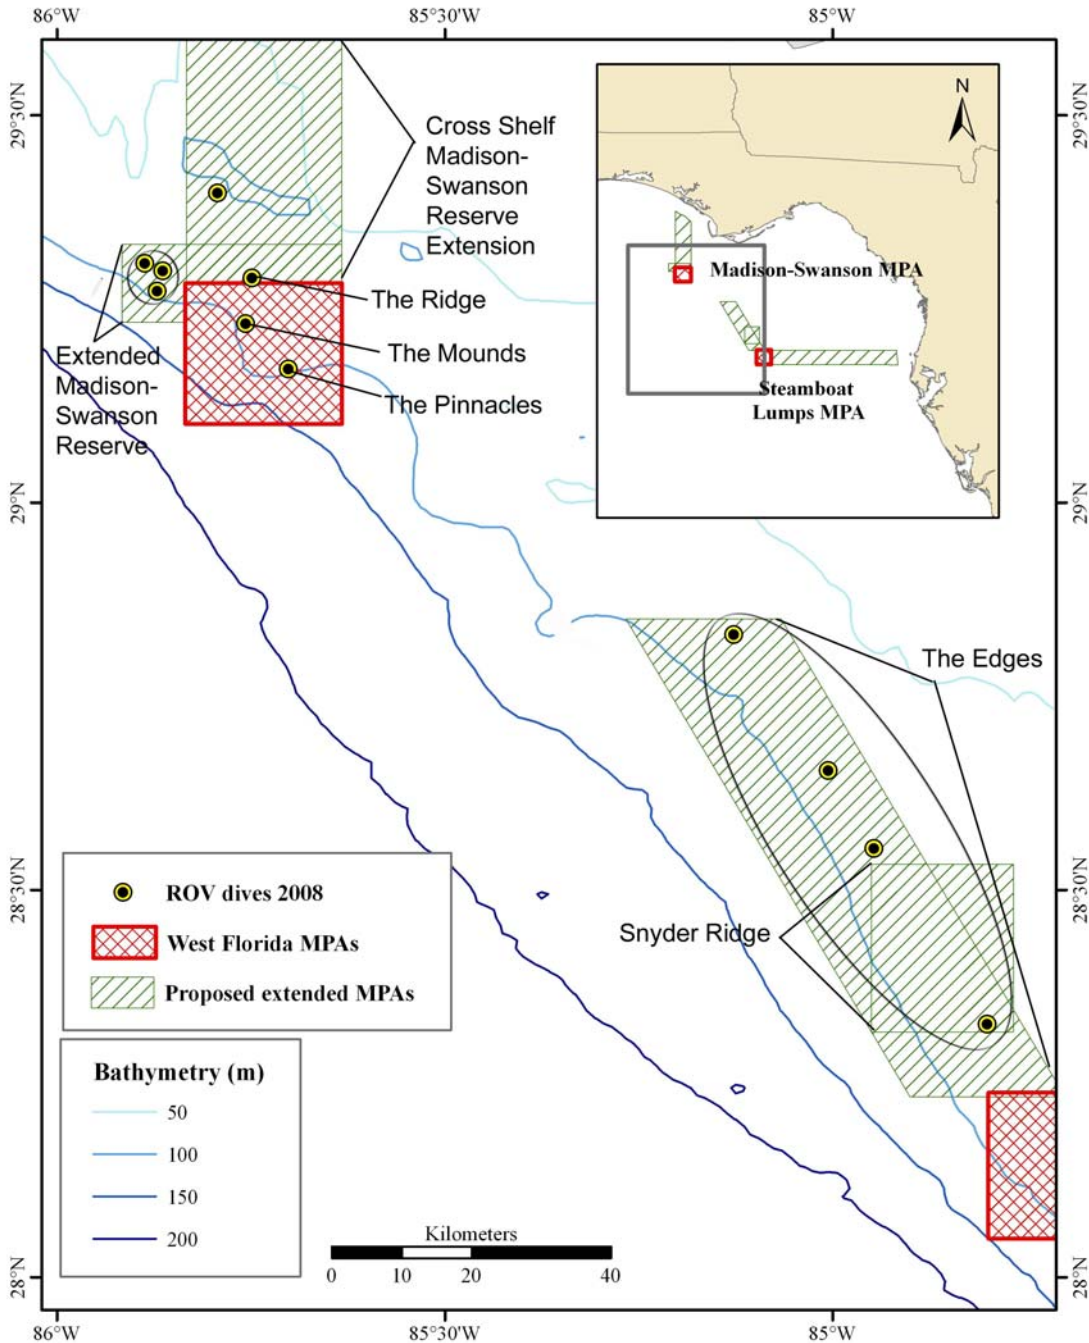 86°W
85°30'W
85°W
29°30'N
29°30'N
N
Cross Shelf
Madison-
Swanson
Reserve
Extension
Madison-Swanson MPA
Steamboat
Lumps MPA
The Ridge
The Mounds
The Pinnacles
Extended
Madison-
Swanson
Reserve
29°N
29°N
The Edges
Snyder Ridge
28°30'N
28°30'N
ROV dives 2008
West Florida MPAs
Proposed extended MPAs
Bathymetry (m)
50
100
150
200
Kilometers
0 10 20 40
28°N
28°N
86°W
85°30'W
85°W